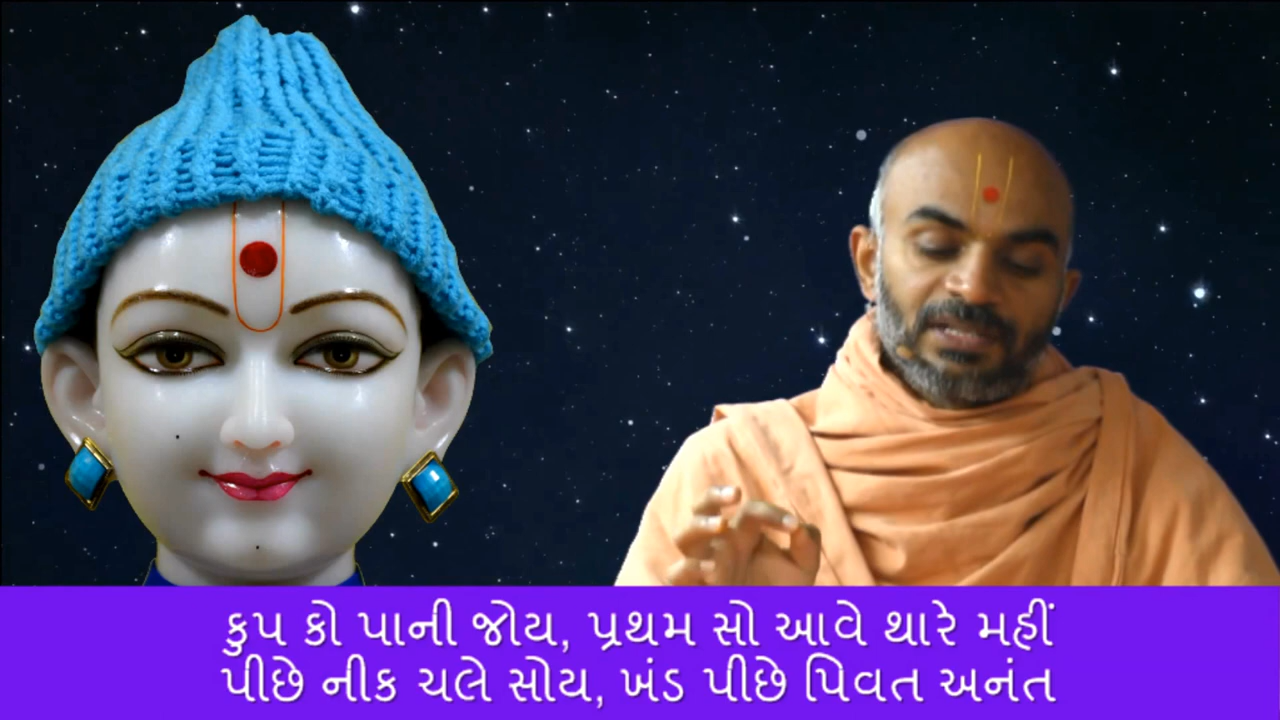 કુપ કો પાની જોય, પ્રથમ સો આવે થારે મહીં
પીછે નીક ચલે સોય, ખંડ પીછે પિવત અનંત